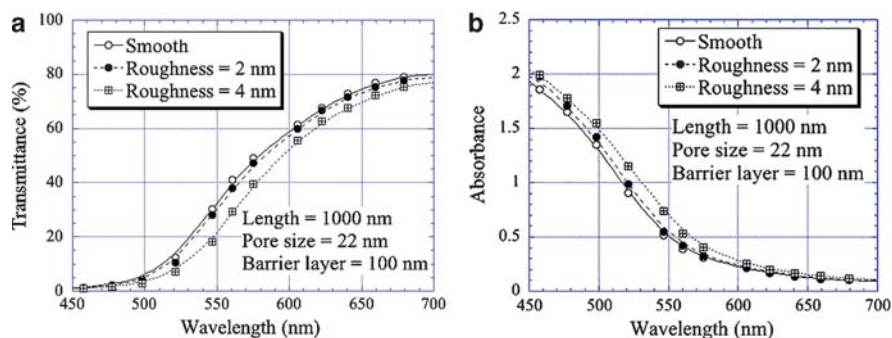 a
Transmittance (%)
100
80
60
40
20
0
Smooth
Roughness = 2 nm
Roughness = 4 nm
Length = 1000 nm
Pore size = 22 nm
Barrier layer = 100 nm
450 500 550 600 650 700
Wavelength (nm)
b
Absorbance
2.5
2
1.5
1
0.5
0
Smooth
Roughness = 2 nm
Roughness = 4 nm
Length = 1000 nm
Pore size = 22 nm
Barrier layer = 100 nm
450 500 550 600 650 700
Wavelength (nm)